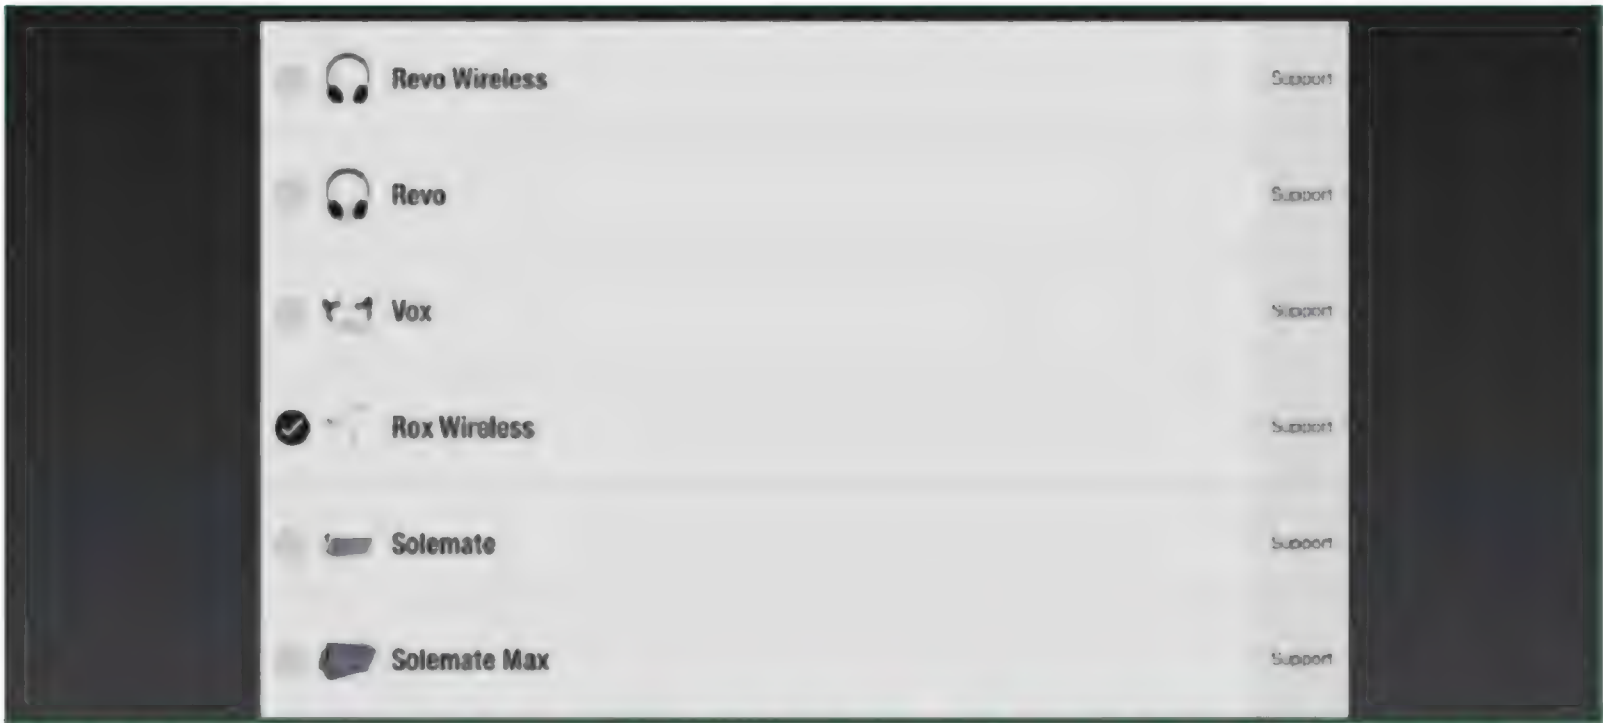 Revo Wireless Support
Revo Support
Vox Support
Rox Wireless Support
Solemate Support
Solemate Max Support